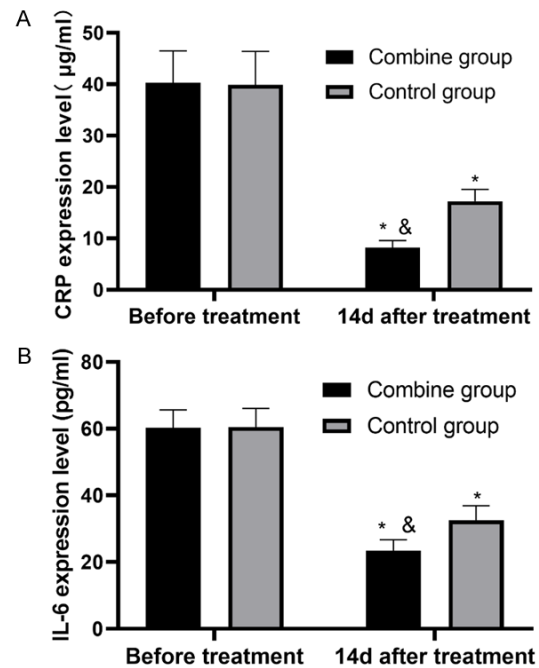 A
CRP expression level( μg/ml)
50
40
30
20
10
0
Combine group
Control group
* &
*
Before treatment
14d after treatment
B
IL-6 expression level (pg/ml)
80
60
40
20
0
Combine group
Control group
* &
*
Before treatment
14d after treatment